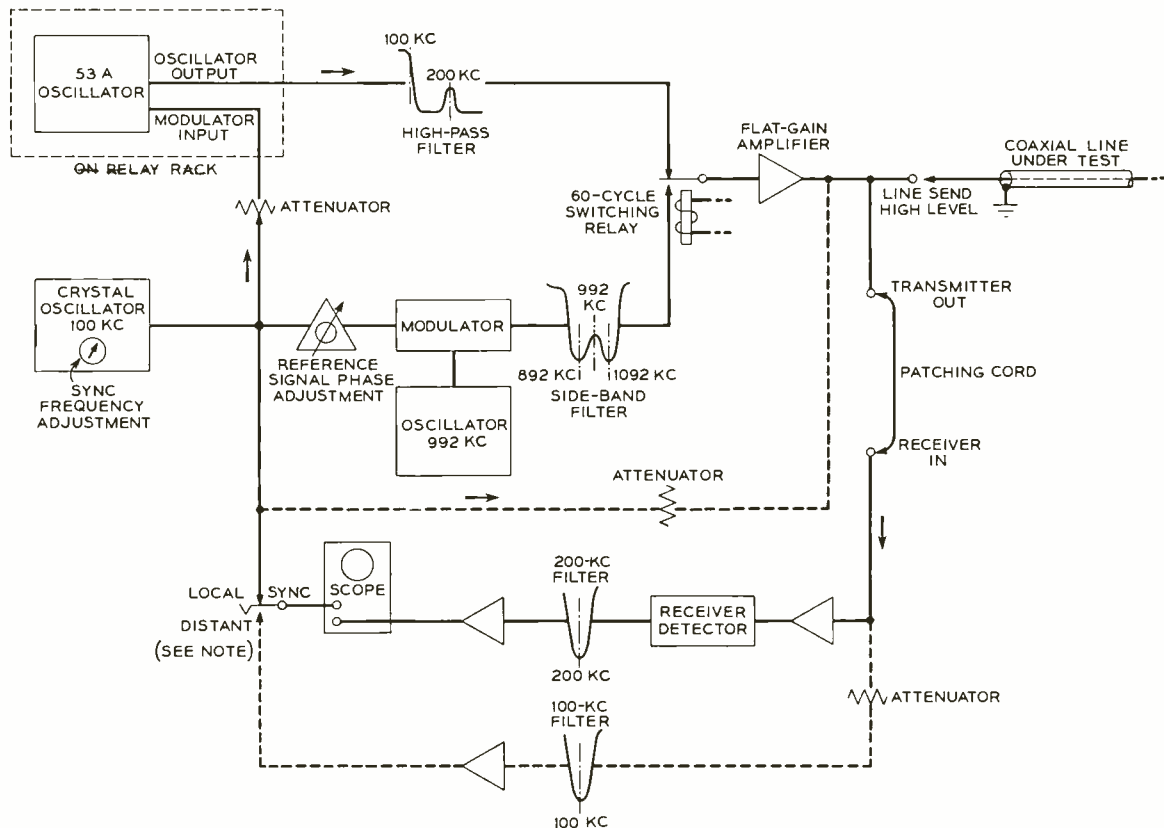 53 A
OSCILLATOR
OSCILLATOR
OUTPUT
MODULATOR
INPUT
ON RELAY RACK
100 KC
200 KC
HIGH-PASS
FILTER
ATTENUATOR
60-CYCLE
SWITCHING
RELAY
FLAT-GAIN
AMPLIFIER
COAXIAL LINE
UNDER TEST
LINE SEND
HIGH LEVEL
CRYSTAL
OSCILLATOR
100 KC
SYNC
FREQUENCY
ADJUSTMENT
REFERENCE
SIGNAL PHASE
ADJUSTMENT
MODULATOR
OSCILLATOR
992 KC
992
KC
892 KC
1092 KC
SIDE-BAND
FILTER
TRANSMITTER
OUT
PATCHING CORD
RECEIVER
IN
ATTENUATOR
LOCAL
DISTANT
(SEE NOTE)
SYNC
SCOPE
200-KC
FILTER
200 KC
RECEIVER
DETECTOR
ATTENUATOR
100-KC
FILTER
100 KC